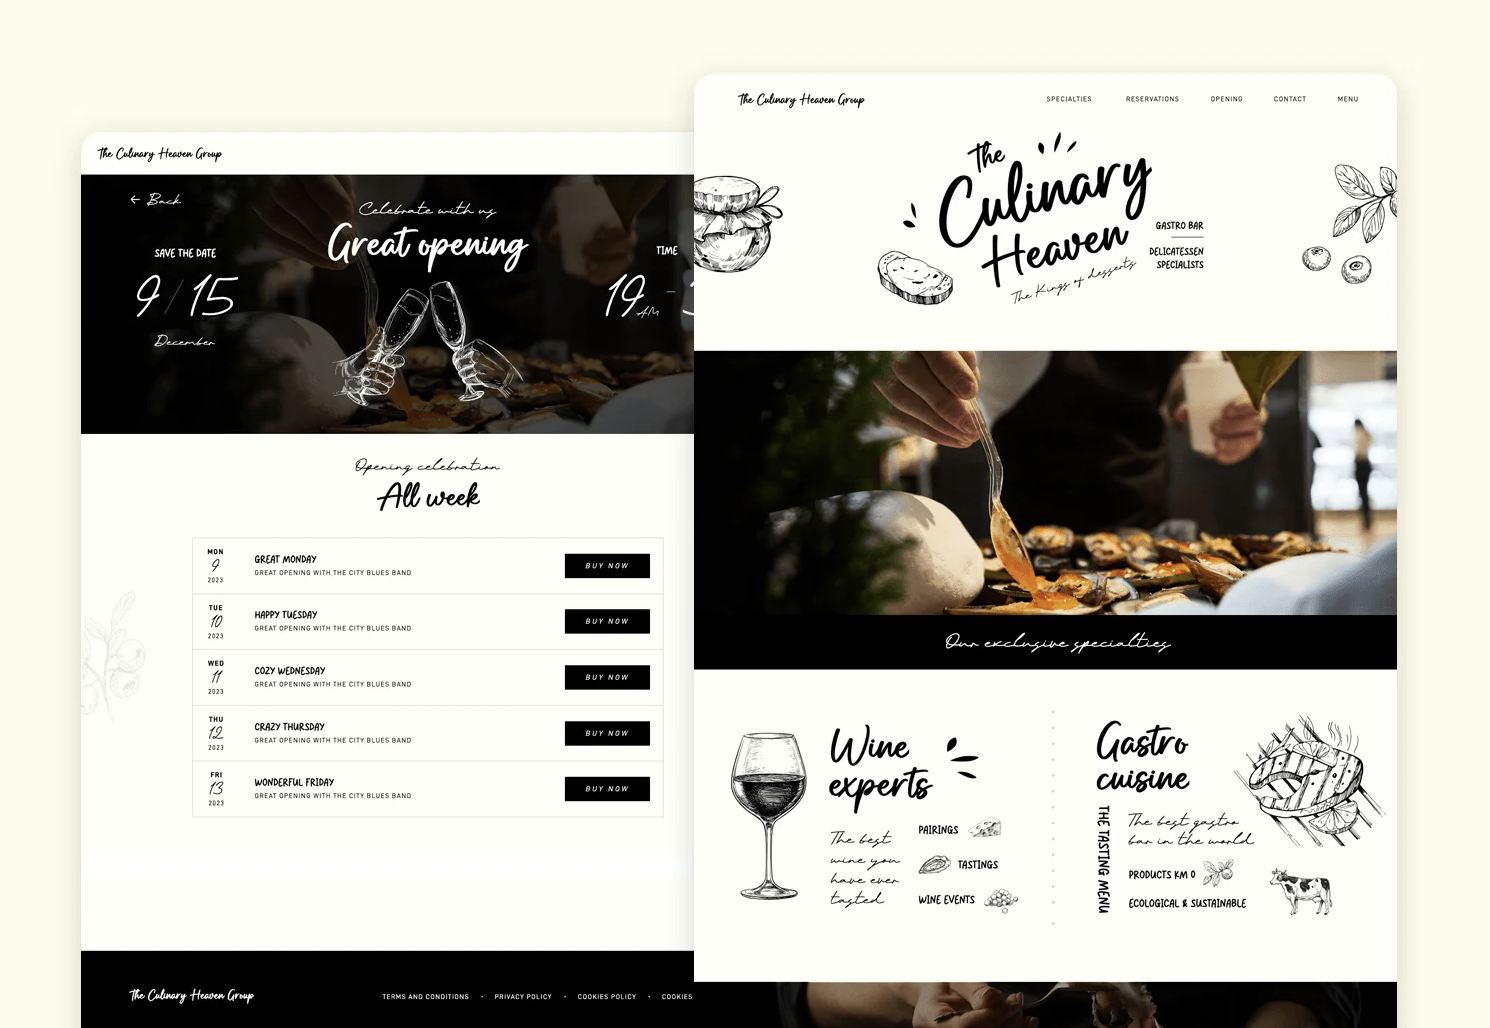 The Culinary Heaven Group
← Back
Celebrate with us
Great opening
SAVE THE DATE
9 / 15
December
TIME
19 AM -
Opening celebration
All week
MON
9
2023
GREAT MONDAY
GREAT OPENING WITH THE CITY BLUES BAND
BUY NOW
TUE
10
2023
HAPPY TUESDAY
GREAT OPENING WITH THE CITY BLUES BAND
BUY NOW
WED
11
2023
COZY WEDNESDAY
GREAT OPENING WITH THE CITY BLUES BAND
BUY NOW
THU
12
2023
CRAZY THURSDAY
GREAT OPENING WITH THE CITY BLUES BAND
BUY NOW
FRI
13
2023
WONDERFUL FRIDAY
GREAT OPENING WITH THE CITY BLUES BAND
BUY NOW
The Culinary Heaven Group
TERMS AND CONDITIONS • PRIVACY POLICY • COOKIES POLICY • COOKIES
The Culinary Heaven Group
SPECIALTIES RESERVATIONS OPENING CONTACT MENU
The
Culinary
Heaven
The Kings of desserts
GASTRO BAR
DELICATESSEN
SPECIALISTS
Our exclusive specialties
Wine
experts
The best
wine you
have ever
tasted
PAIRINGS
TASTINGS
WINE EVENTS
Gastro
cuisine
THE TASTING MENU
The best gastro
bar in the world
PRODUCTS KM 0
ECOLOGICAL & SUSTAINABLE